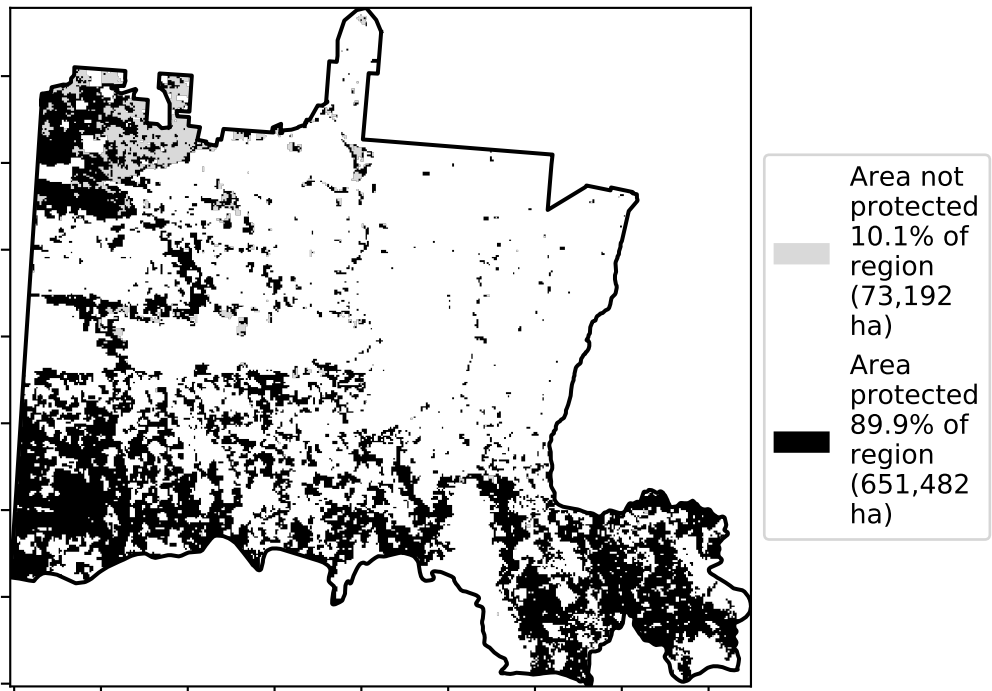 Area not
protected
10.1% of
region
(73,192
ha)
Area
protected
89.9% of
region
(651,482
ha)